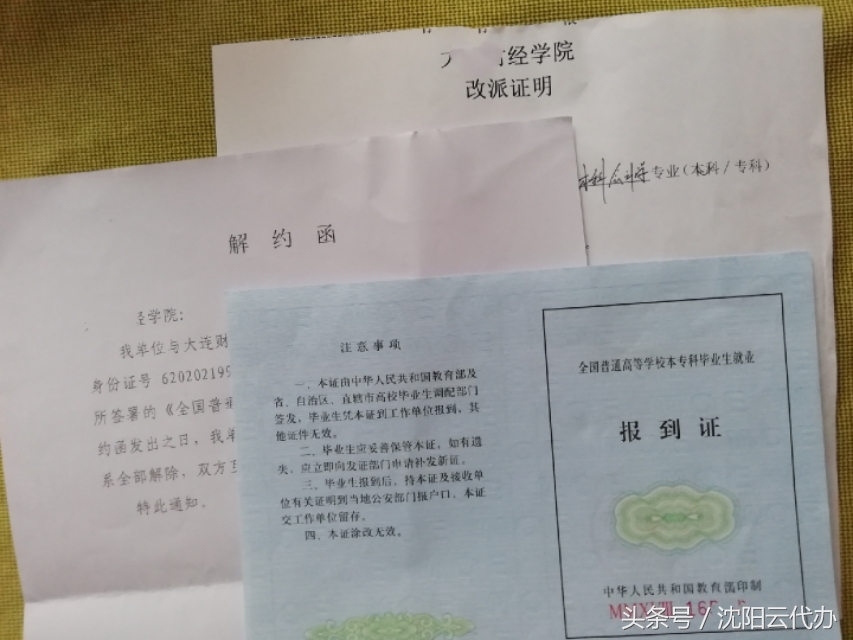 经学院
改派证明
专业(本科/专科)
解约函
学院:
我单位与大连财
身份证号 620202199
所签署的《全国普通
约函发出之日,我单
系全部解除,双方互
特此通知。
注意事项
一、本证由中华人民共和国教育部及
省、自治区、直辖市高校毕业生调配部门
签发,毕业生凭本证到工作单位报到,其
他证件无效。
二、毕业生应妥善保管本证,如有遗
失,应立即向发证部门申请补发新证。
三、毕业生报到后,持本证及接收单
位有关证明到当地公安部门报户口,本证
交工作单位留存。
四、本证涂改无效。
全国普通高等学校本专科毕业生就业
报到证
中华人民共和国教育部印制
头条号 / 沈阳云代办